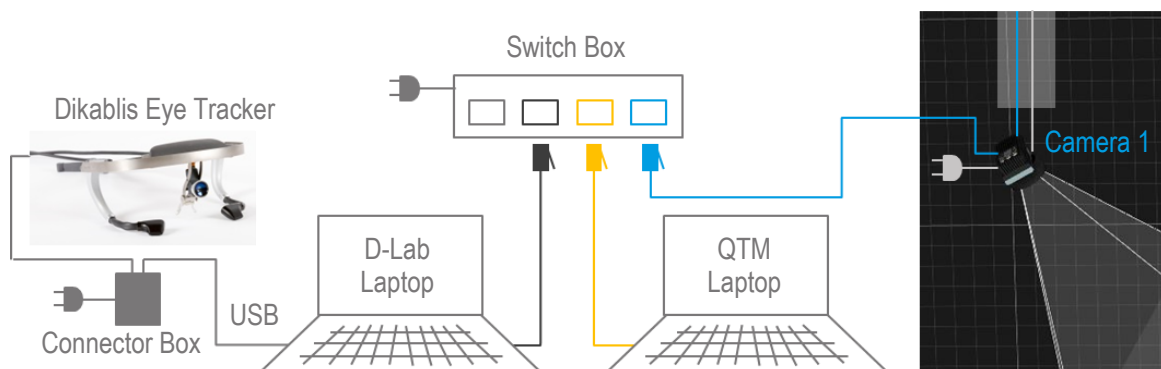 Switch Box
Dikablis Eye Tracker
Camera 1
D-Lab
Laptop
QTM
Laptop
USB
Connector Box